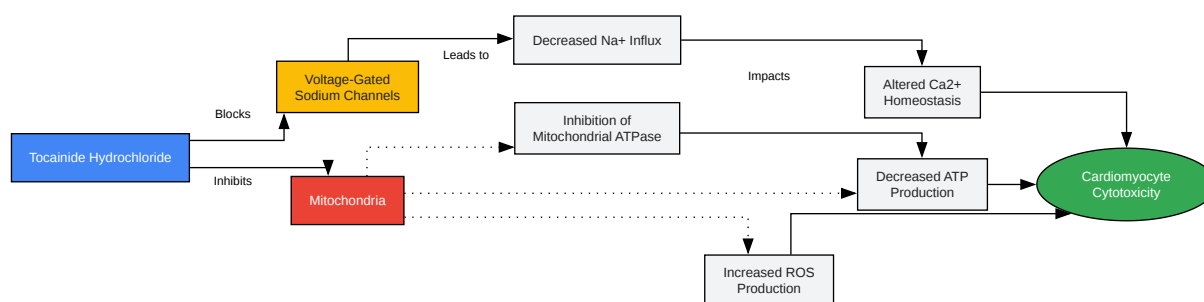 Decreased Na+ Influx
Leads to
Voltage-Gated
Sodium Channels
Impacts
Altered Ca2+
Homeostasis
Blocks
Inhibition of
Mitochondrial ATPase
Tocainide Hydrochloride
Inhibits
Mitochondria
Decreased ATP
Production
Cardiomyocyte
Cytotoxicity
Increased ROS
Production